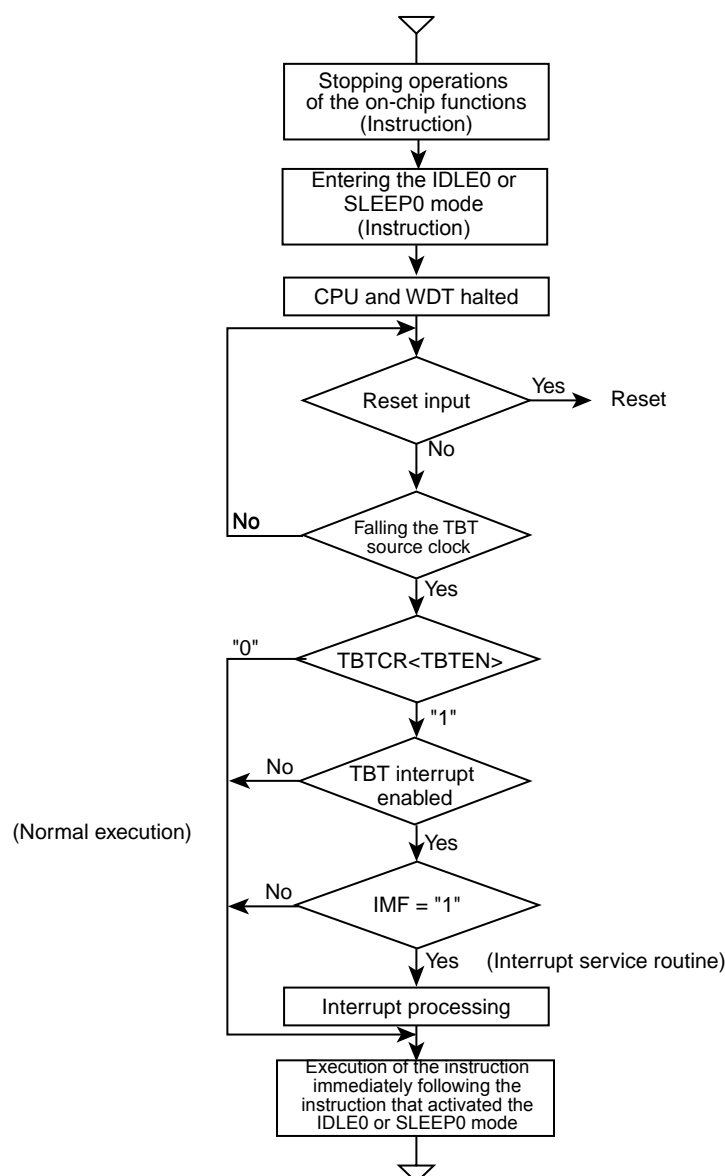 Stopping operations
of the on-chip functions
(Instruction)
Entering the IDLE0 or
SLEEP0 mode
(Instruction)
CPU and WDT halted
Reset input
Yes
Reset
No
No
Falling the TBT
source clock
Yes
"0"
TBTCR<TBTEN>
"1"
No
TBT interrupt
enabled
(Normal execution)
Yes
No
IMF = "1"
Yes
(Interrupt service routine)
Interrupt processing
Execution of the instruction
immediately following the
instruction that activated the
IDLE0 or SLEEP0 mode